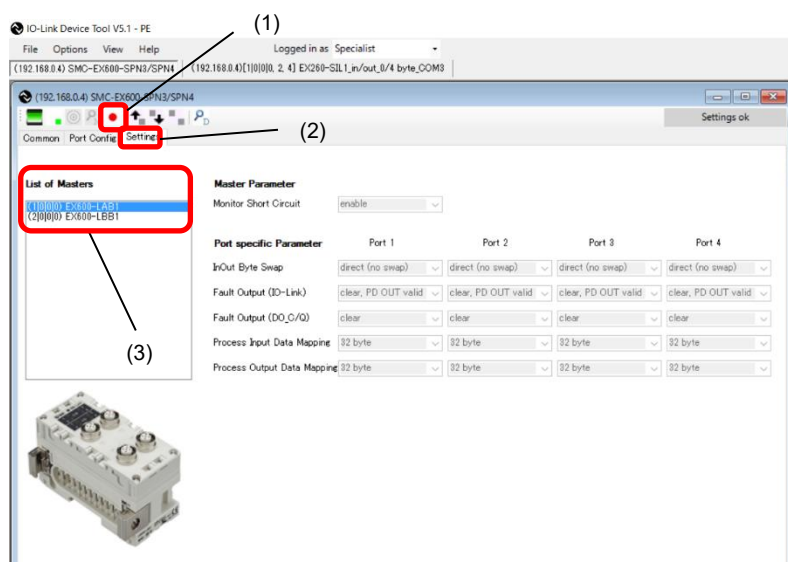 (1)
IO-Link Device Tool V5.1 - PE
File Options View Help Logged in as Specialist
(192.168.0.4) SMC-EX600-SPN3/SPN4 (192.168.0.4)[1|0|0|0, 2, 4] EX260-SIL1_in/out_0/4 byte_COM3
(192.168.0.4) SMC-EX600-SPN3/SPN4
Settings ok
(2)
Common Port Config Settings
List of Masters
(1|0|0|0) EX600-LAB1
(2|0|0|0) EX600-LBB1
(3)
Master Parameter
Monitor Short Circuit enable
Port specific Parameter Port 1 Port 2 Port 3 Port 4
InOut Byte Swap direct (no swap) direct (no swap) direct (no swap) direct (no swap)
Fault Output (IO-Link) clear, PD OUT valid clear, PD OUT valid clear, PD OUT valid clear, PD OUT valid
Fault Output (DO_C/Q) clear clear clear clear
Process Input Data Mapping 32 byte 32 byte 32 byte 32 byte
Process Output Data Mapping 32 byte 32 byte 32 byte 32 byte